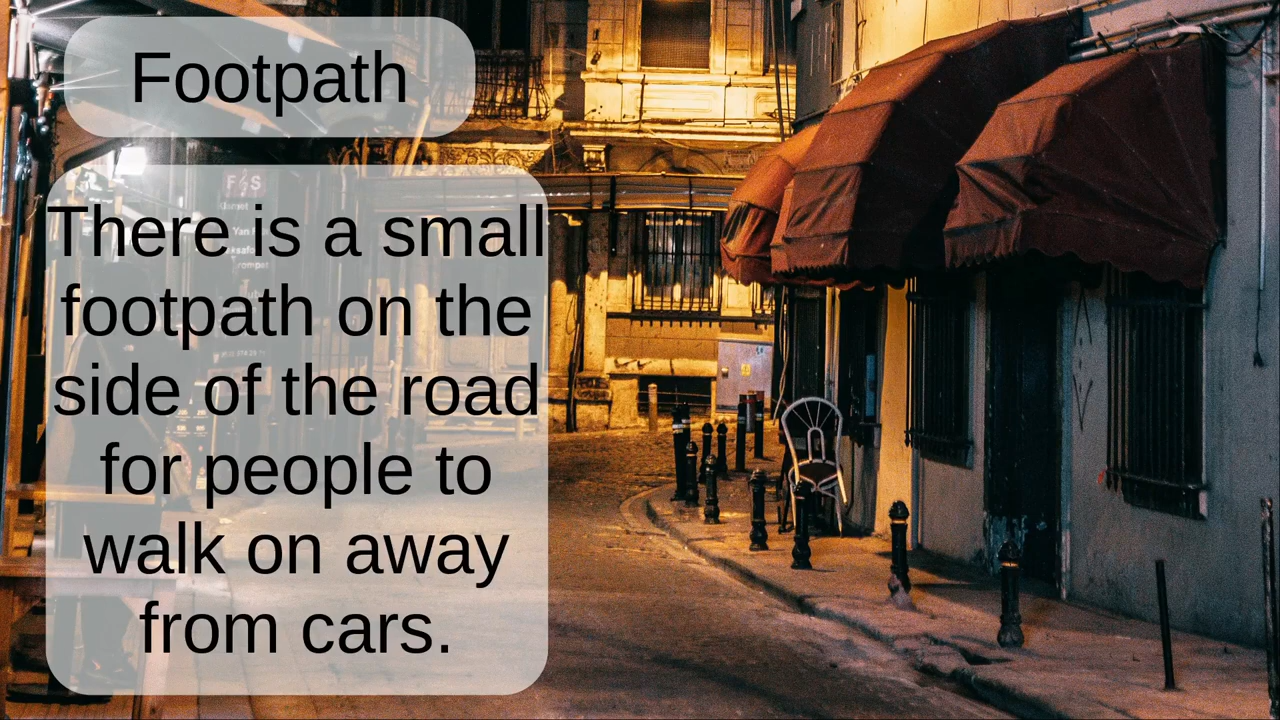 Footpath
F S
There is a small
footpath on the
side of the road
for people to
walk on away
from cars.